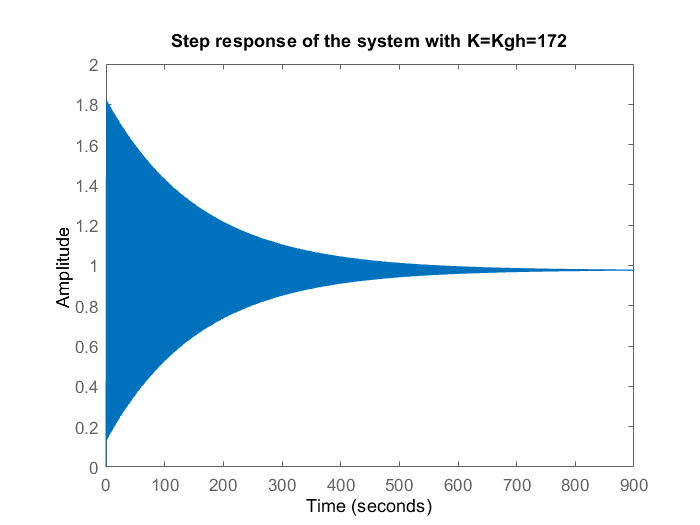 Step response of the system with K=Kgh=172
2
1.8
1.6
1.4
1.2
1
0.8
0.6
0.4
0.2
0
Amplitude
0 100 200 300 400 500 600 700 800 900
Time (seconds)